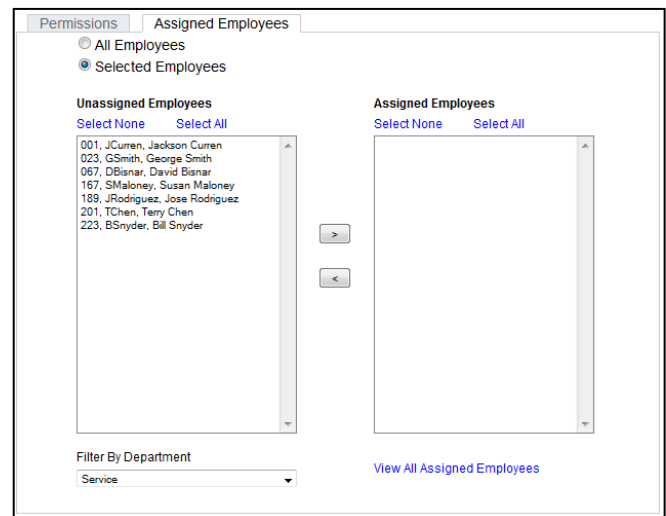 Permissions Assigned Employees
All Employees
Selected Employees
Unassigned Employees
Select None Select All
001, JCurren, Jackson Curren
023, GSmith, George Smith
067, DBisnar, David Bisnar
167, SMaloney, Susan Maloney
189, JRodriguez, Jose Rodriguez
201, TChen, Terry Chen
223, BSnyder, Bill Snyder
>
<
Assigned Employees
Select None Select All
Filter By Department
Service
View All Assigned Employees